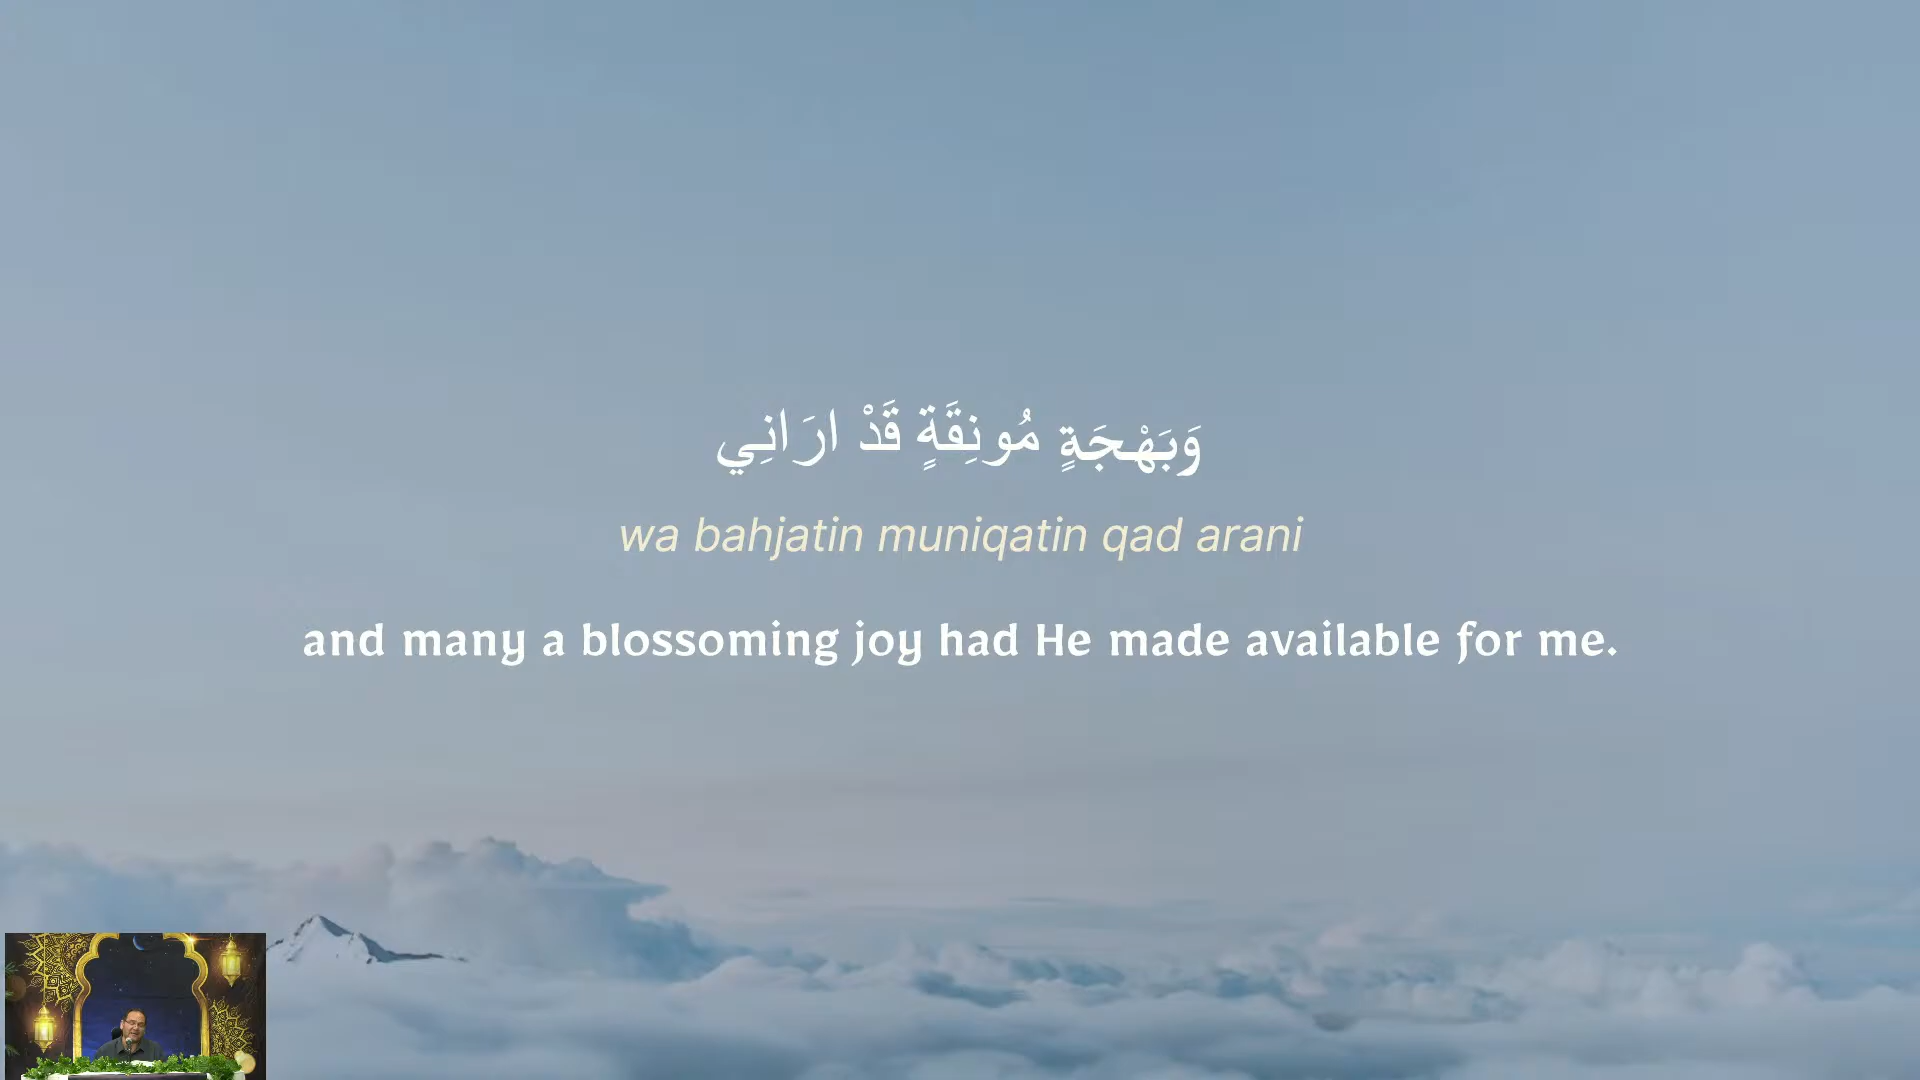 وَبَهْجَةٍ مُونِقَةٍ قَدْ ارَانِي
wa bahjatin muniqatin qad arani
and many a blossoming joy had He made available for me.